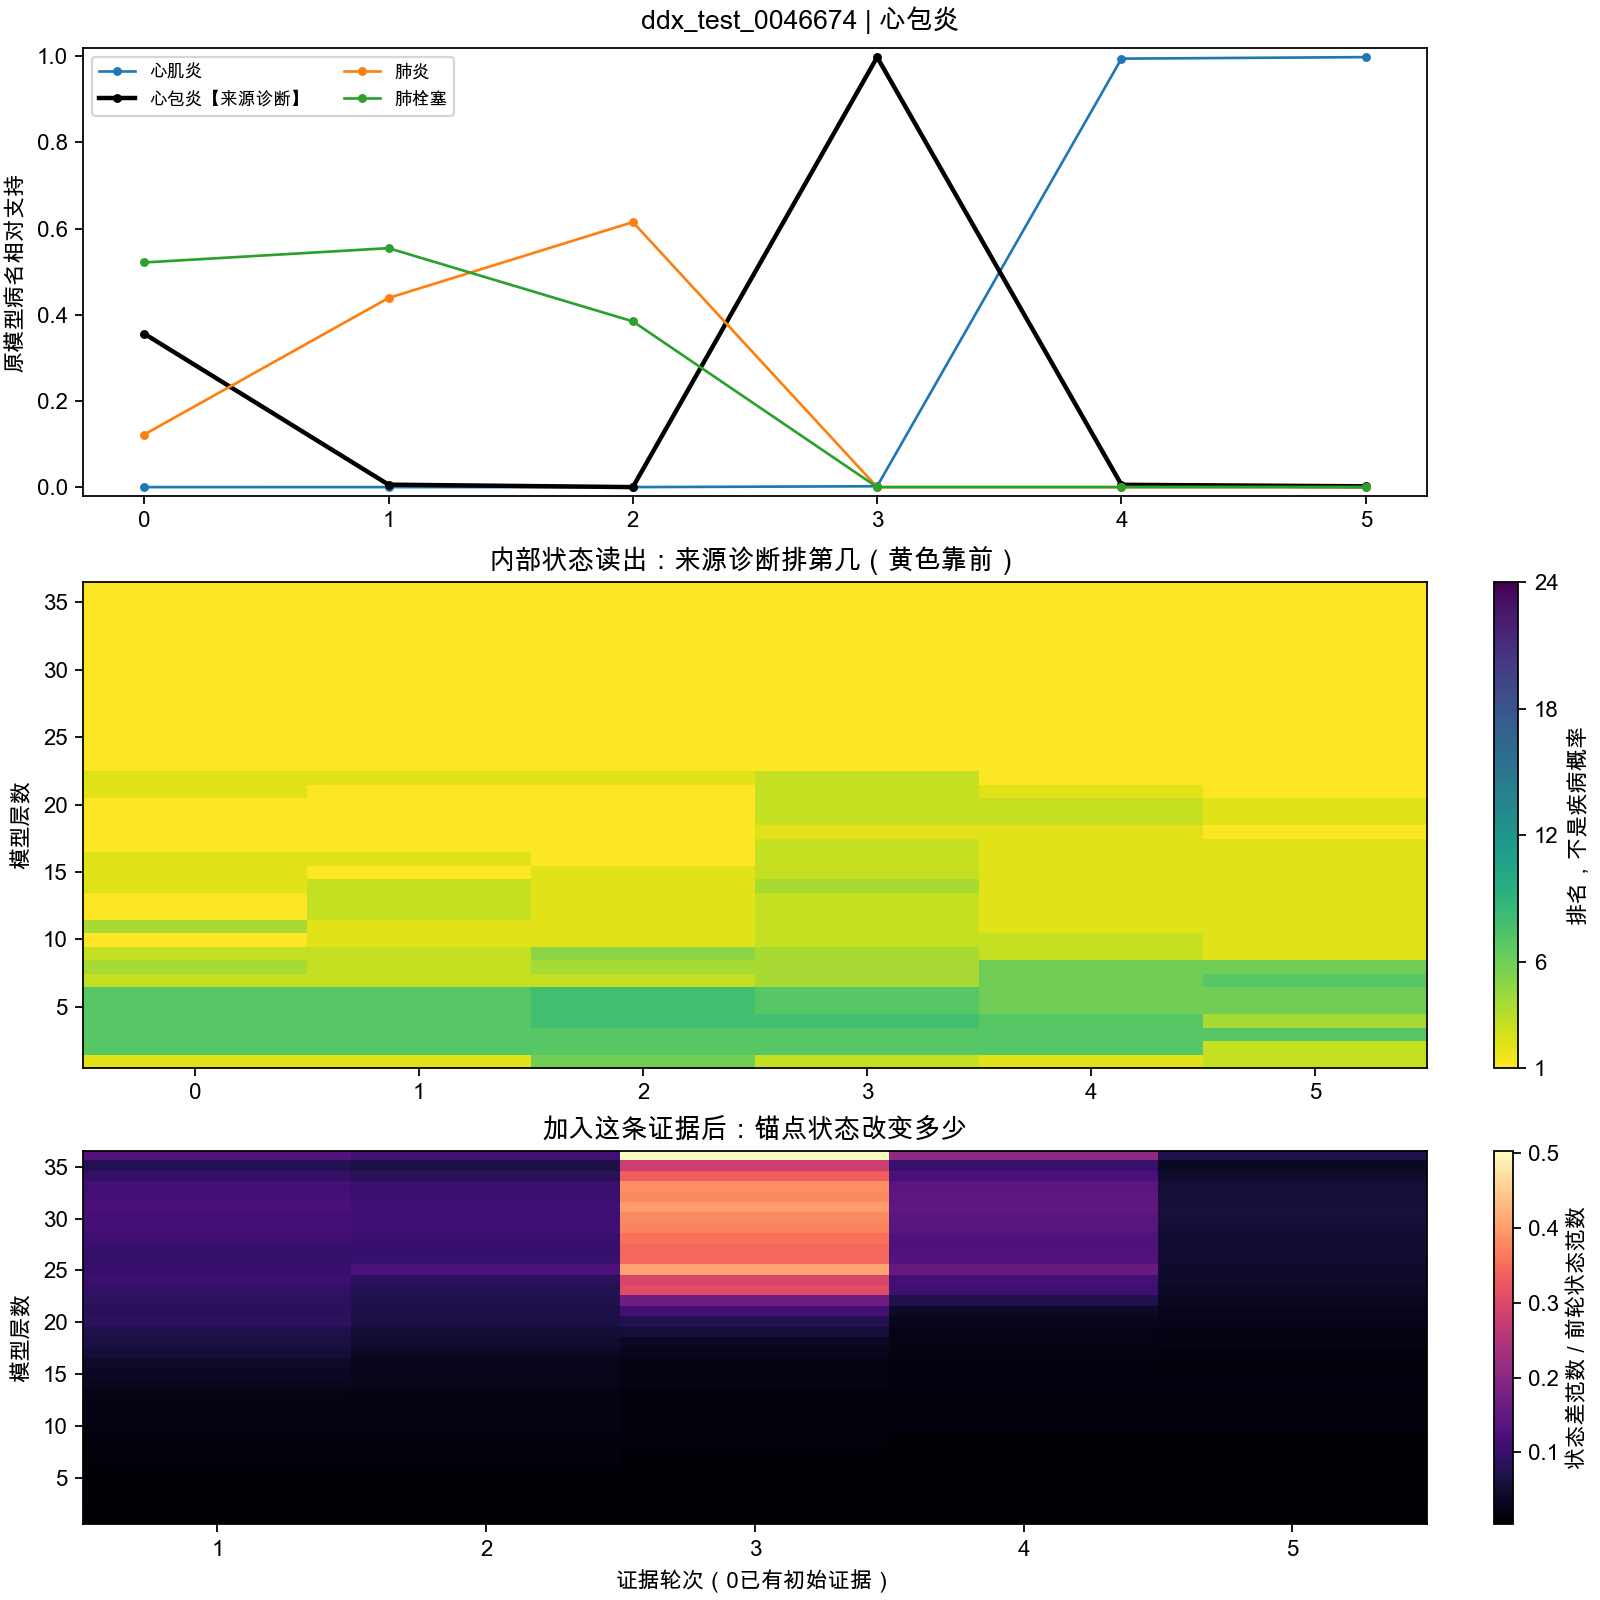 ddx_test_0046674 | 心包炎
心肌炎
心包炎【来源诊断】
肺炎
肺栓塞
原模型病名相对支持
1.0
0.8
0.6
0.4
0.2
0.0
0 1 2 3 4 5
内部状态读出：来源诊断排第几（黄色靠前）
模型层数
35
30
25
20
15
10
5
0 1 2 3 4 5
24
18
12
6
1
排名，不是疾病概率
加入这条证据后：锚点状态改变多少
模型层数
35
30
25
20
15
10
5
1 2 3 4 5
证据轮次（0已有初始证据）
0.5
0.4
0.3
0.2
0.1
状态差范数 / 前轮状态范数